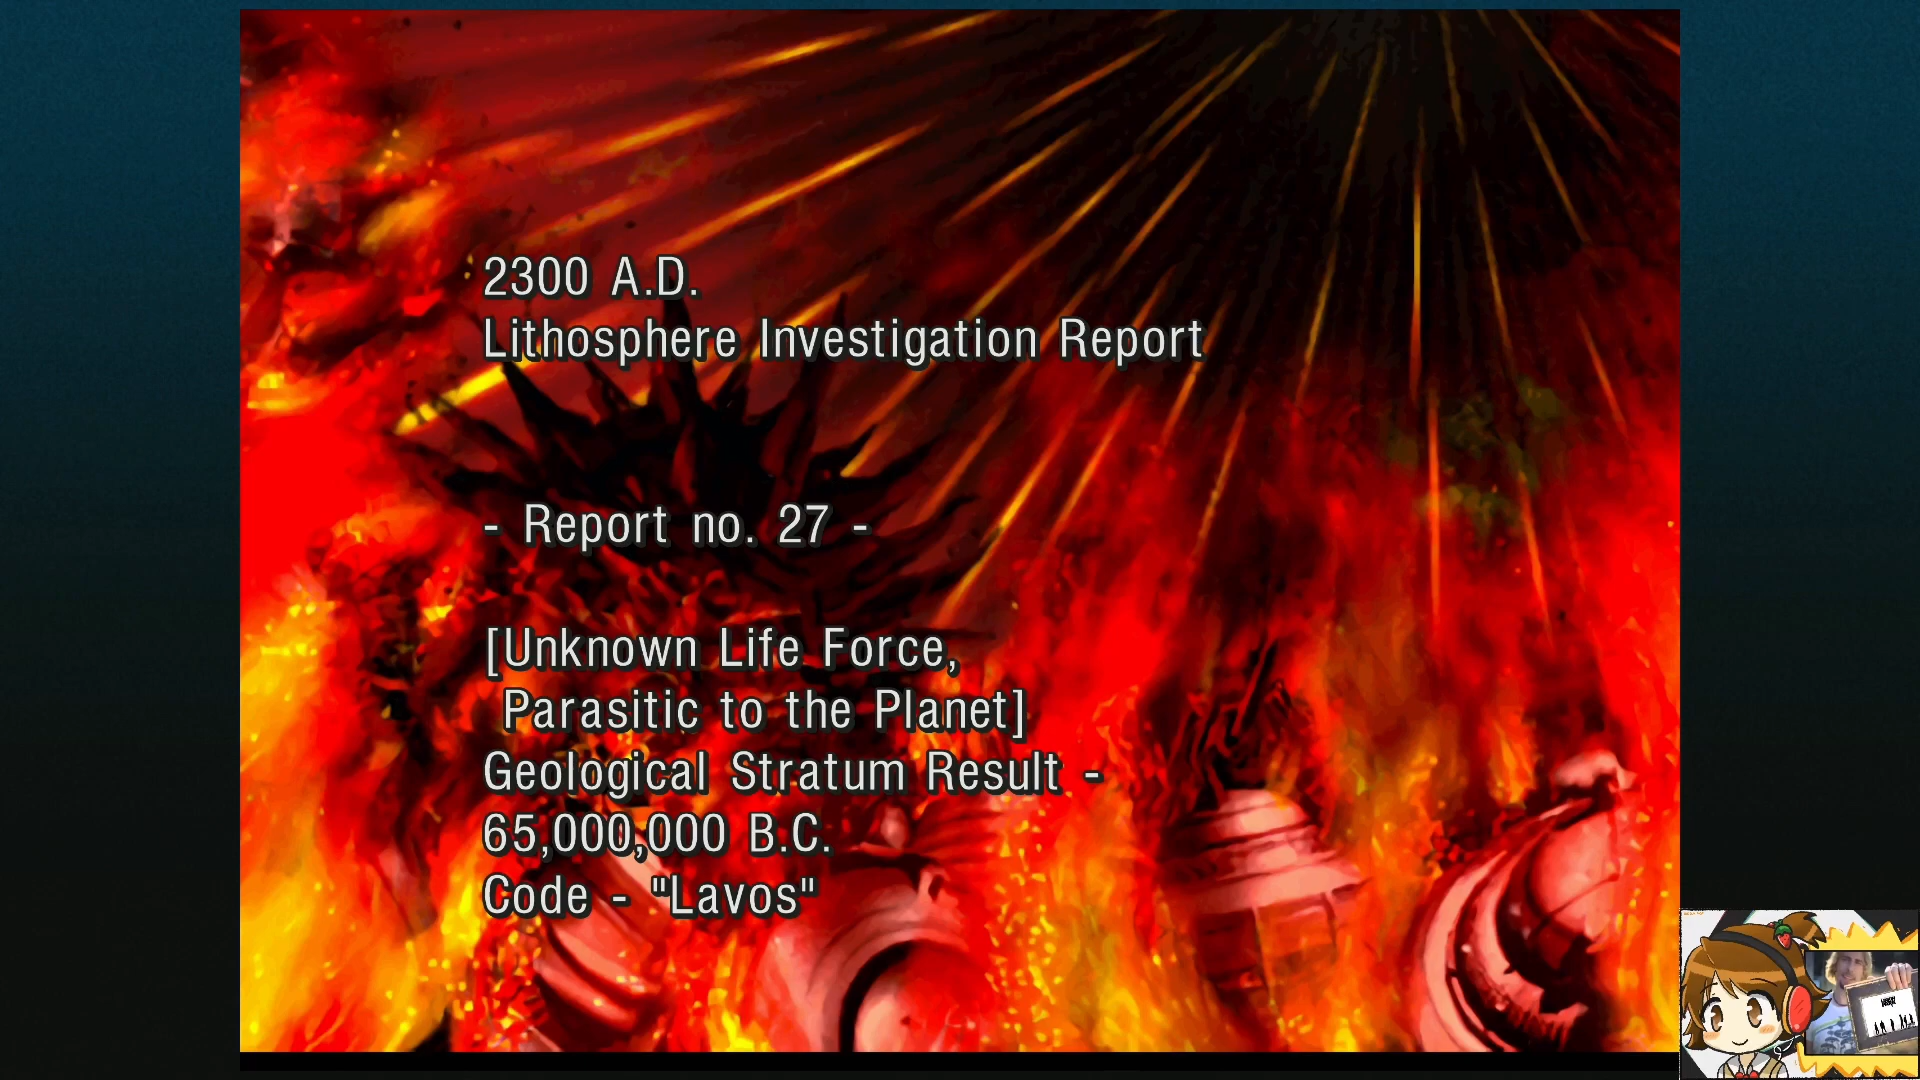 2300 A.D.
Lithosphere Investigation Report
- Report no. 27 -
[Unknown Life Force,
Parasitic to the Planet]
Geological Stratum Result -
65,000,000 B.C.
Code - "Lavos"